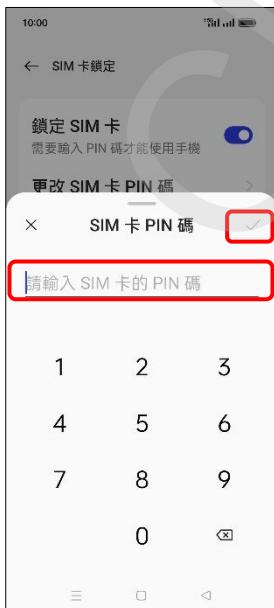 10:00
← SIM 卡鎖定
鎖定 SIM 卡
需要輸入 PIN 碼才能使用手機
更改 SIM 卡 PIN 碼
SIM 卡 PIN 碼
請輸入 SIM 卡的 PIN 碼
1 2 3
4 5 6
7 8 9
0